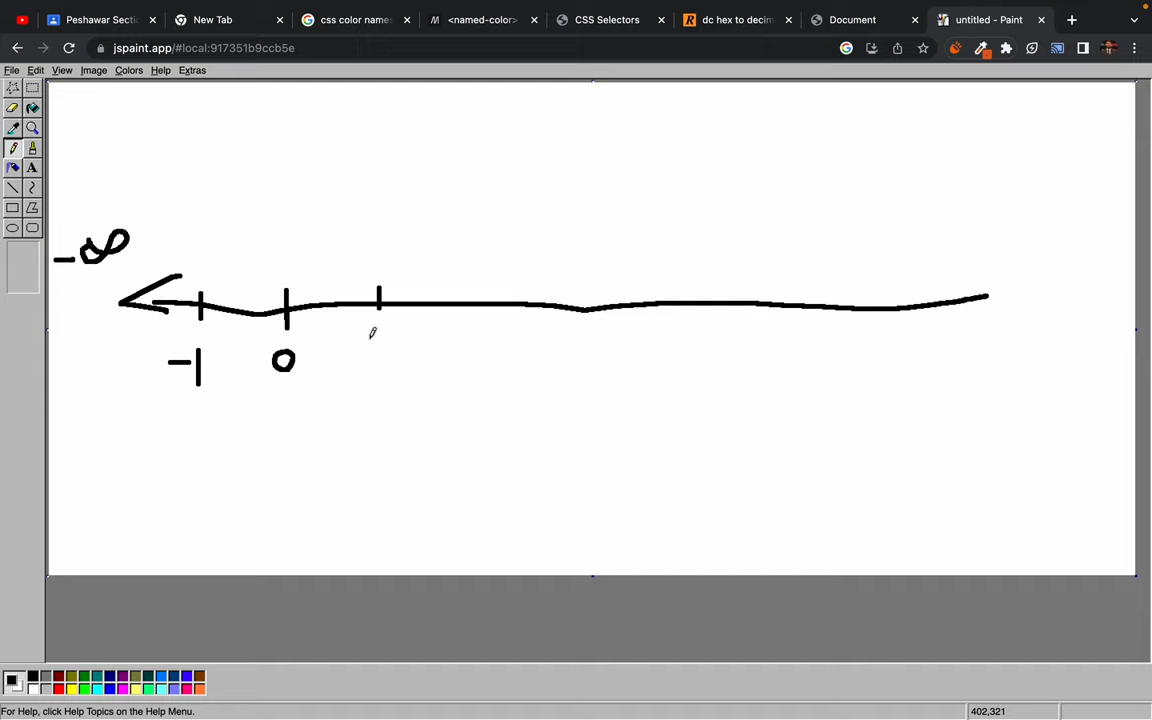 Peshawar Secti
New Tab
css color names
<named-color>
CSS Selectors
dc hex to decim
Document
untitled - Paint
jspaint.app/#local:917351b9ccb5e
File Edit View Image Colors Help Extras
-∞
-1 0
For Help, click Help Topics on the Help Menu.
402,321